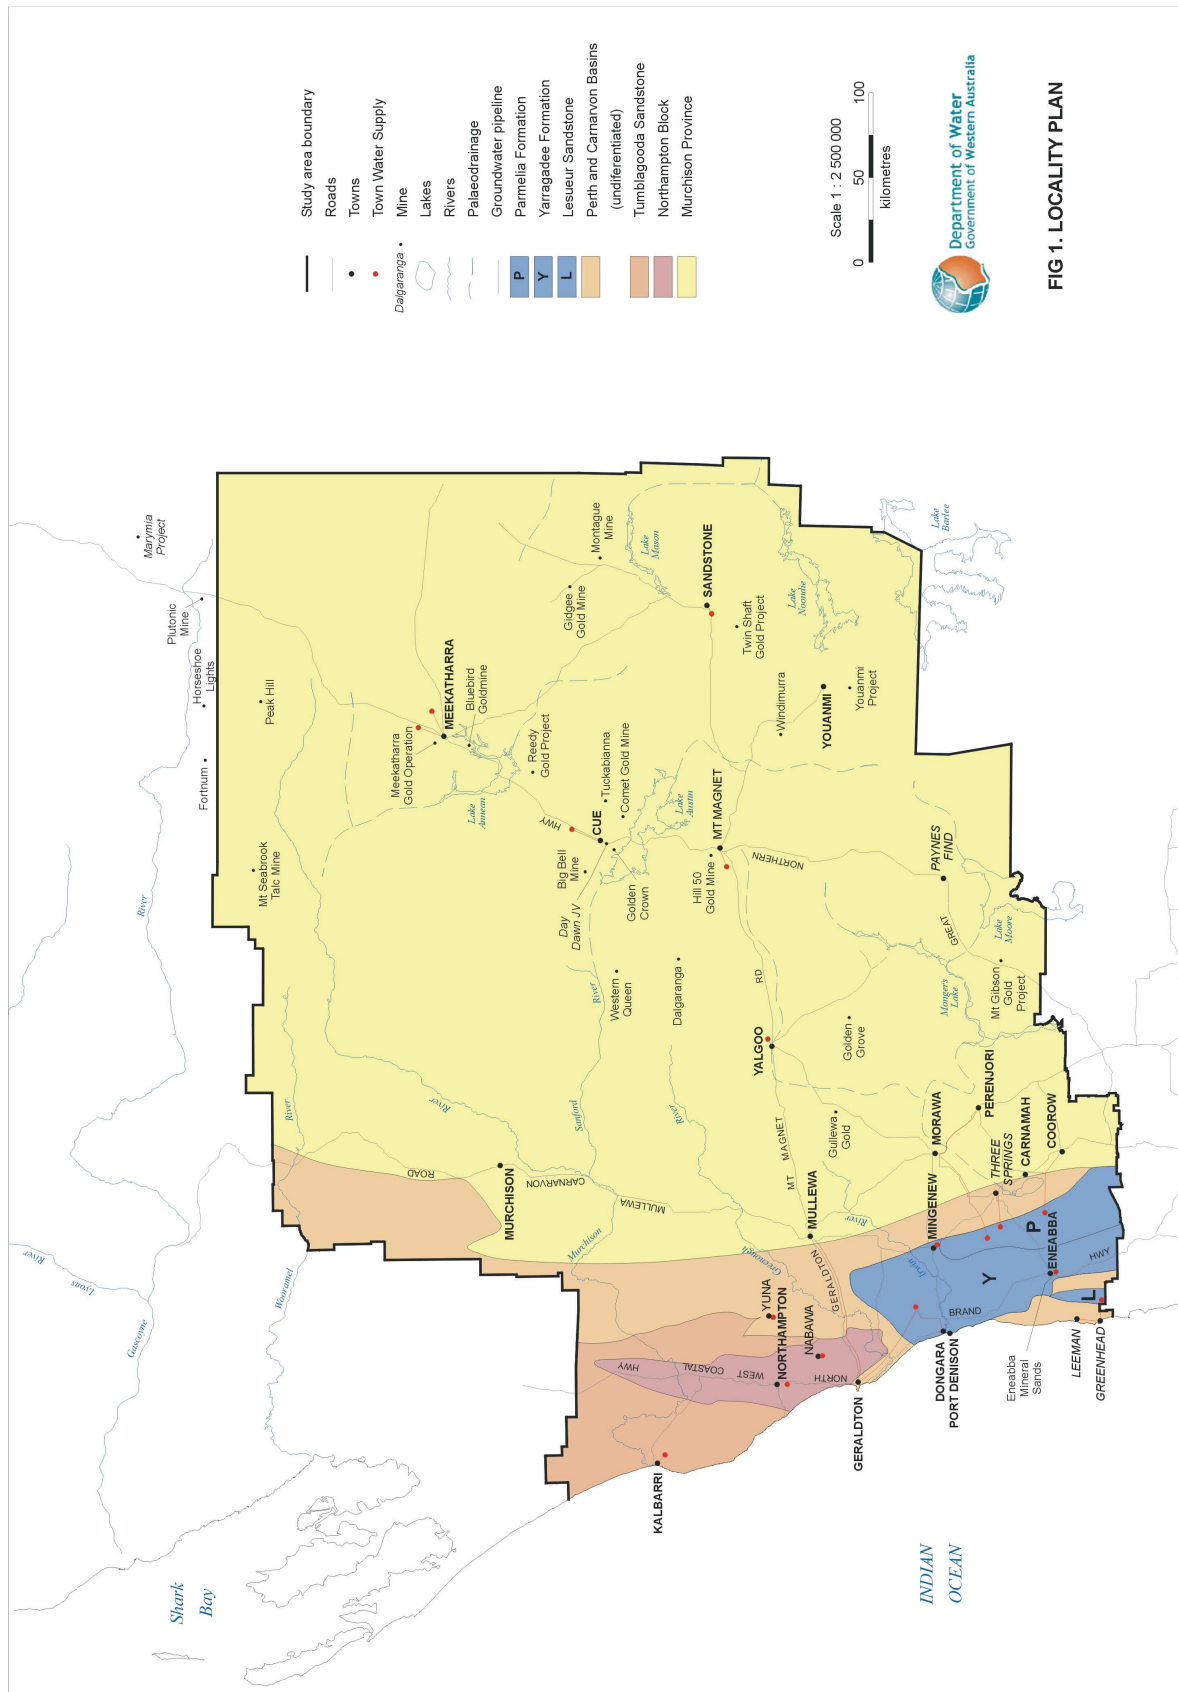 Shark
Bay
INDIAN
OCEAN
Lyons
River
Gascoyne
River
Wooramel
River
Murchison
River
Sanford
River
Greenough
River
Irwin
River
Marymia
Project
Plutonic
Mine
Horseshoe
Lights
Fortnum
Peak Hill
Mt Seabrook
Talc Mine
MEEKATHARRA
Meekatharra
Gold Operation
Bluebird
Goldmine
Lake
Annean
Reedy
Gold Project
Gidgee
Gold Mine
Montague
Mine
Lake
Mason
SANDSTONE
Twin Shaft
Gold Project
Lake
Noondie
Lake
Barlee
HWY
CUE
Tuckabianna
Comet Gold Mine
Big Bell
Mine
Day
Dawn JV
Golden
Crown
Lake
Austin
Western
Queen
Dalgaranga
MT MAGNET
Hill 50
Gold Mine
NORTHERN
Windimurra
YOUANMI
Youanmi
Project
PAYNES
FIND
GREAT
Lake
Moore
Mongers
Lake
Mt Gibson
Gold
Project
RD
YALGOO
Golden
Grove
Gullewa
Gold
MAGNET
MT
MURCHISON
ROAD
CARNARVON
MULLEWA
MULLEWA
GERALDTON
MORAWA
PERENJORI
THREE
SPRINGS
CARNAMAH
COOROW
MINGENEW
P
Y
L
ENEABBA
HWY
BRAND
Eneabba
Mineral
Sands
LEEMAN
GREENHEAD
DONGARA
PORT DENISON
GERALDTON
NORTH
WEST
COASTAL
HWY
NABAWA
NORTHAMPTON
YUNA
KALBARRI
Study area boundary
Roads
Towns
Town Water Supply
Dalgaranga Mine
Lakes
Rivers
Palaeodrainage
Groundwater pipeline
P Parmelia Formation
Y Yarragadee Formation
L Lesueur Sandstone
Perth and Carnarvon Basins
(undifferentiated)
Tumblagooda Sandstone
Northampton Block
Murchison Province
Scale 1 : 2 500 000
0 50 100
kilometres
Department of Water
Government of Western Australia
FIG 1. LOCALITY PLAN